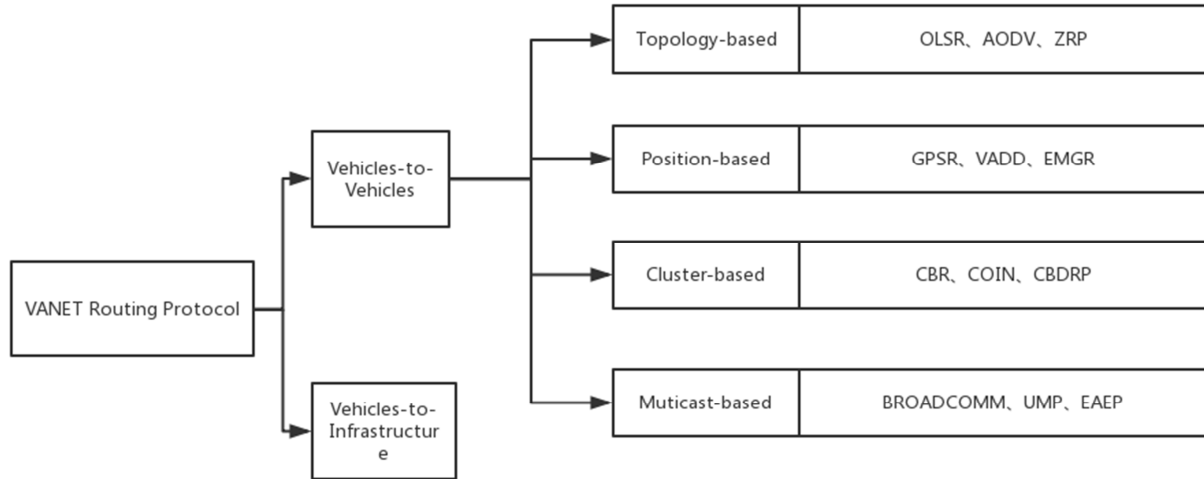 Topology-based
OLSR、AODV、ZRP
Vehicles-to-
Vehicles
Position-based
GPSR、VADD、EMGR
Cluster-based
CBR、COIN、CBDRP
VANET Routing Protocol
Vehicles-to-
Infrastructur
e
Muticast-based
BROADCOMM、UMP、EAEP